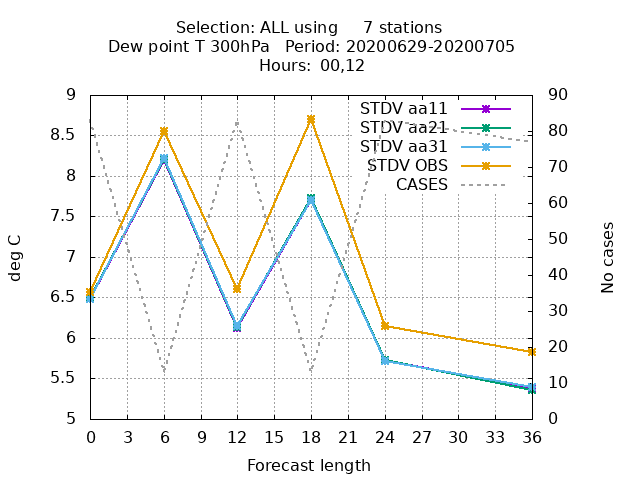 Selection: ALL using     7 stations
Dew point T 300hPa   Period: 20200629-20200705
Hours: 00,12
STDV aa11
STDV aa21
STDV aa31
STDV OBS
CASES
deg C
No cases
9
8.5
8
7.5
7
6.5
6
5.5
5
90
80
70
60
50
40
30
20
10
0
0 3 6 9 12 15 18 21 24 27 30 33 36
Forecast length